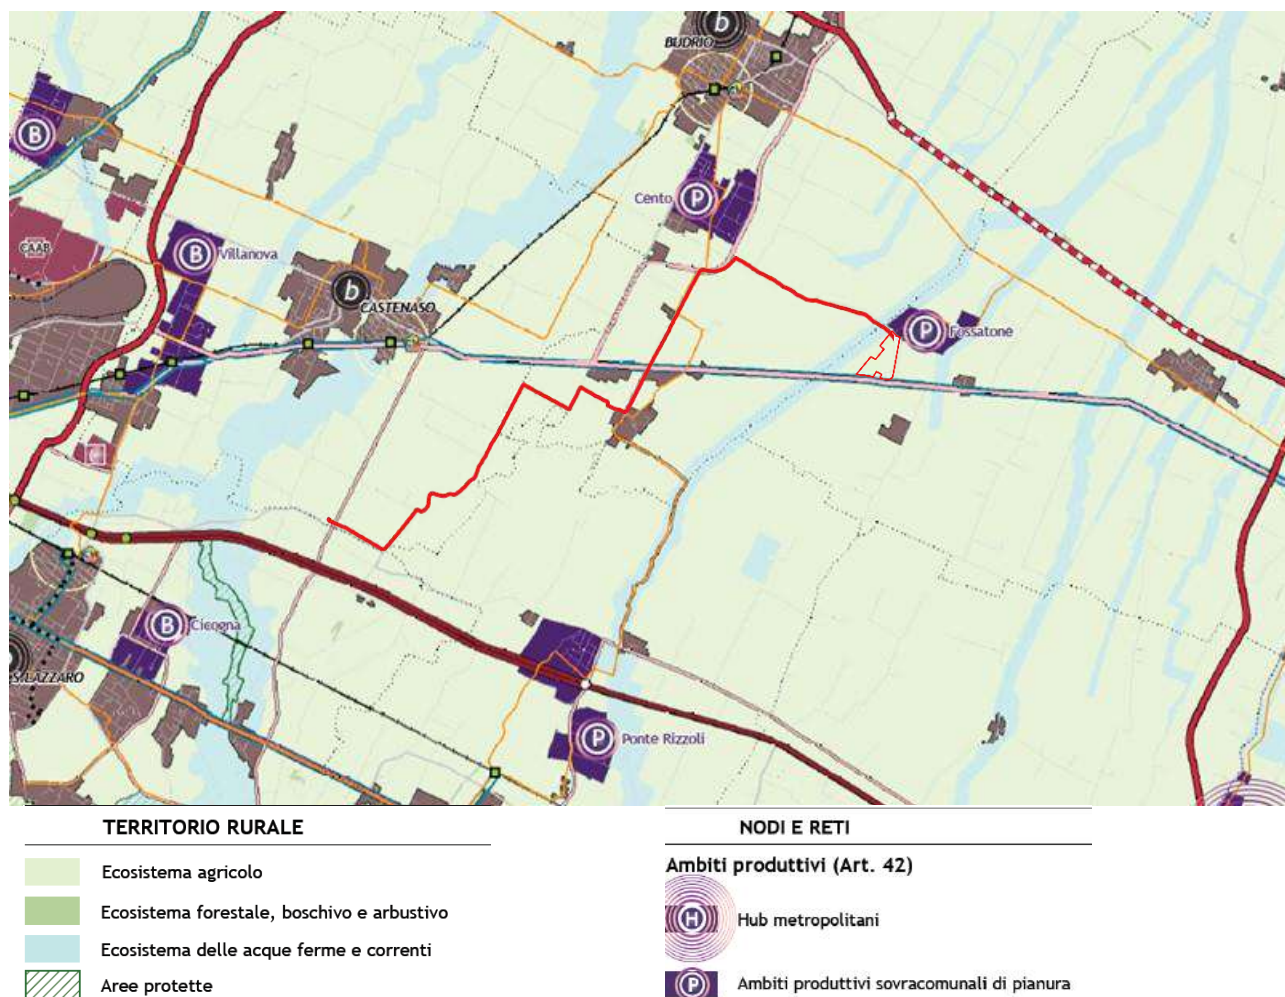 b
BUDRIO
B
Cento P
CAAB
B Villanova
b
CASTENASO
P Fossatone
B Cicogna
S.LAZZARO
P Ponte Rizzoli
TERRITORIO RURALE
Ecosistema agricolo
Ecosistema forestale, boschivo e arbustivo
Ecosistema delle acque ferme e correnti
Aree protette
NODI E RETI
Ambiti produttivi (Art. 42)
H Hub metropolitani
P Ambiti produttivi sovracomunali di pianura